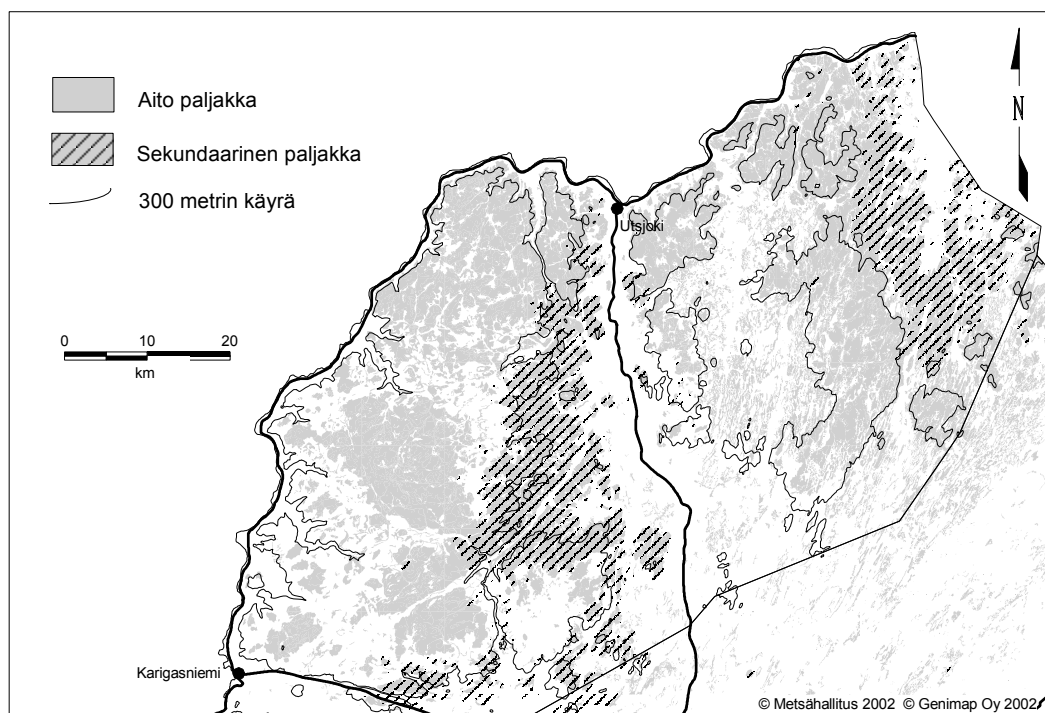 Aito paljakka
Sekundaarinen paljakka
300 metrin käyrä
N
0 10 20
km
Utsjoki
Karigasniemi
© Metsähallitus 2002 © Genimap Oy 2002